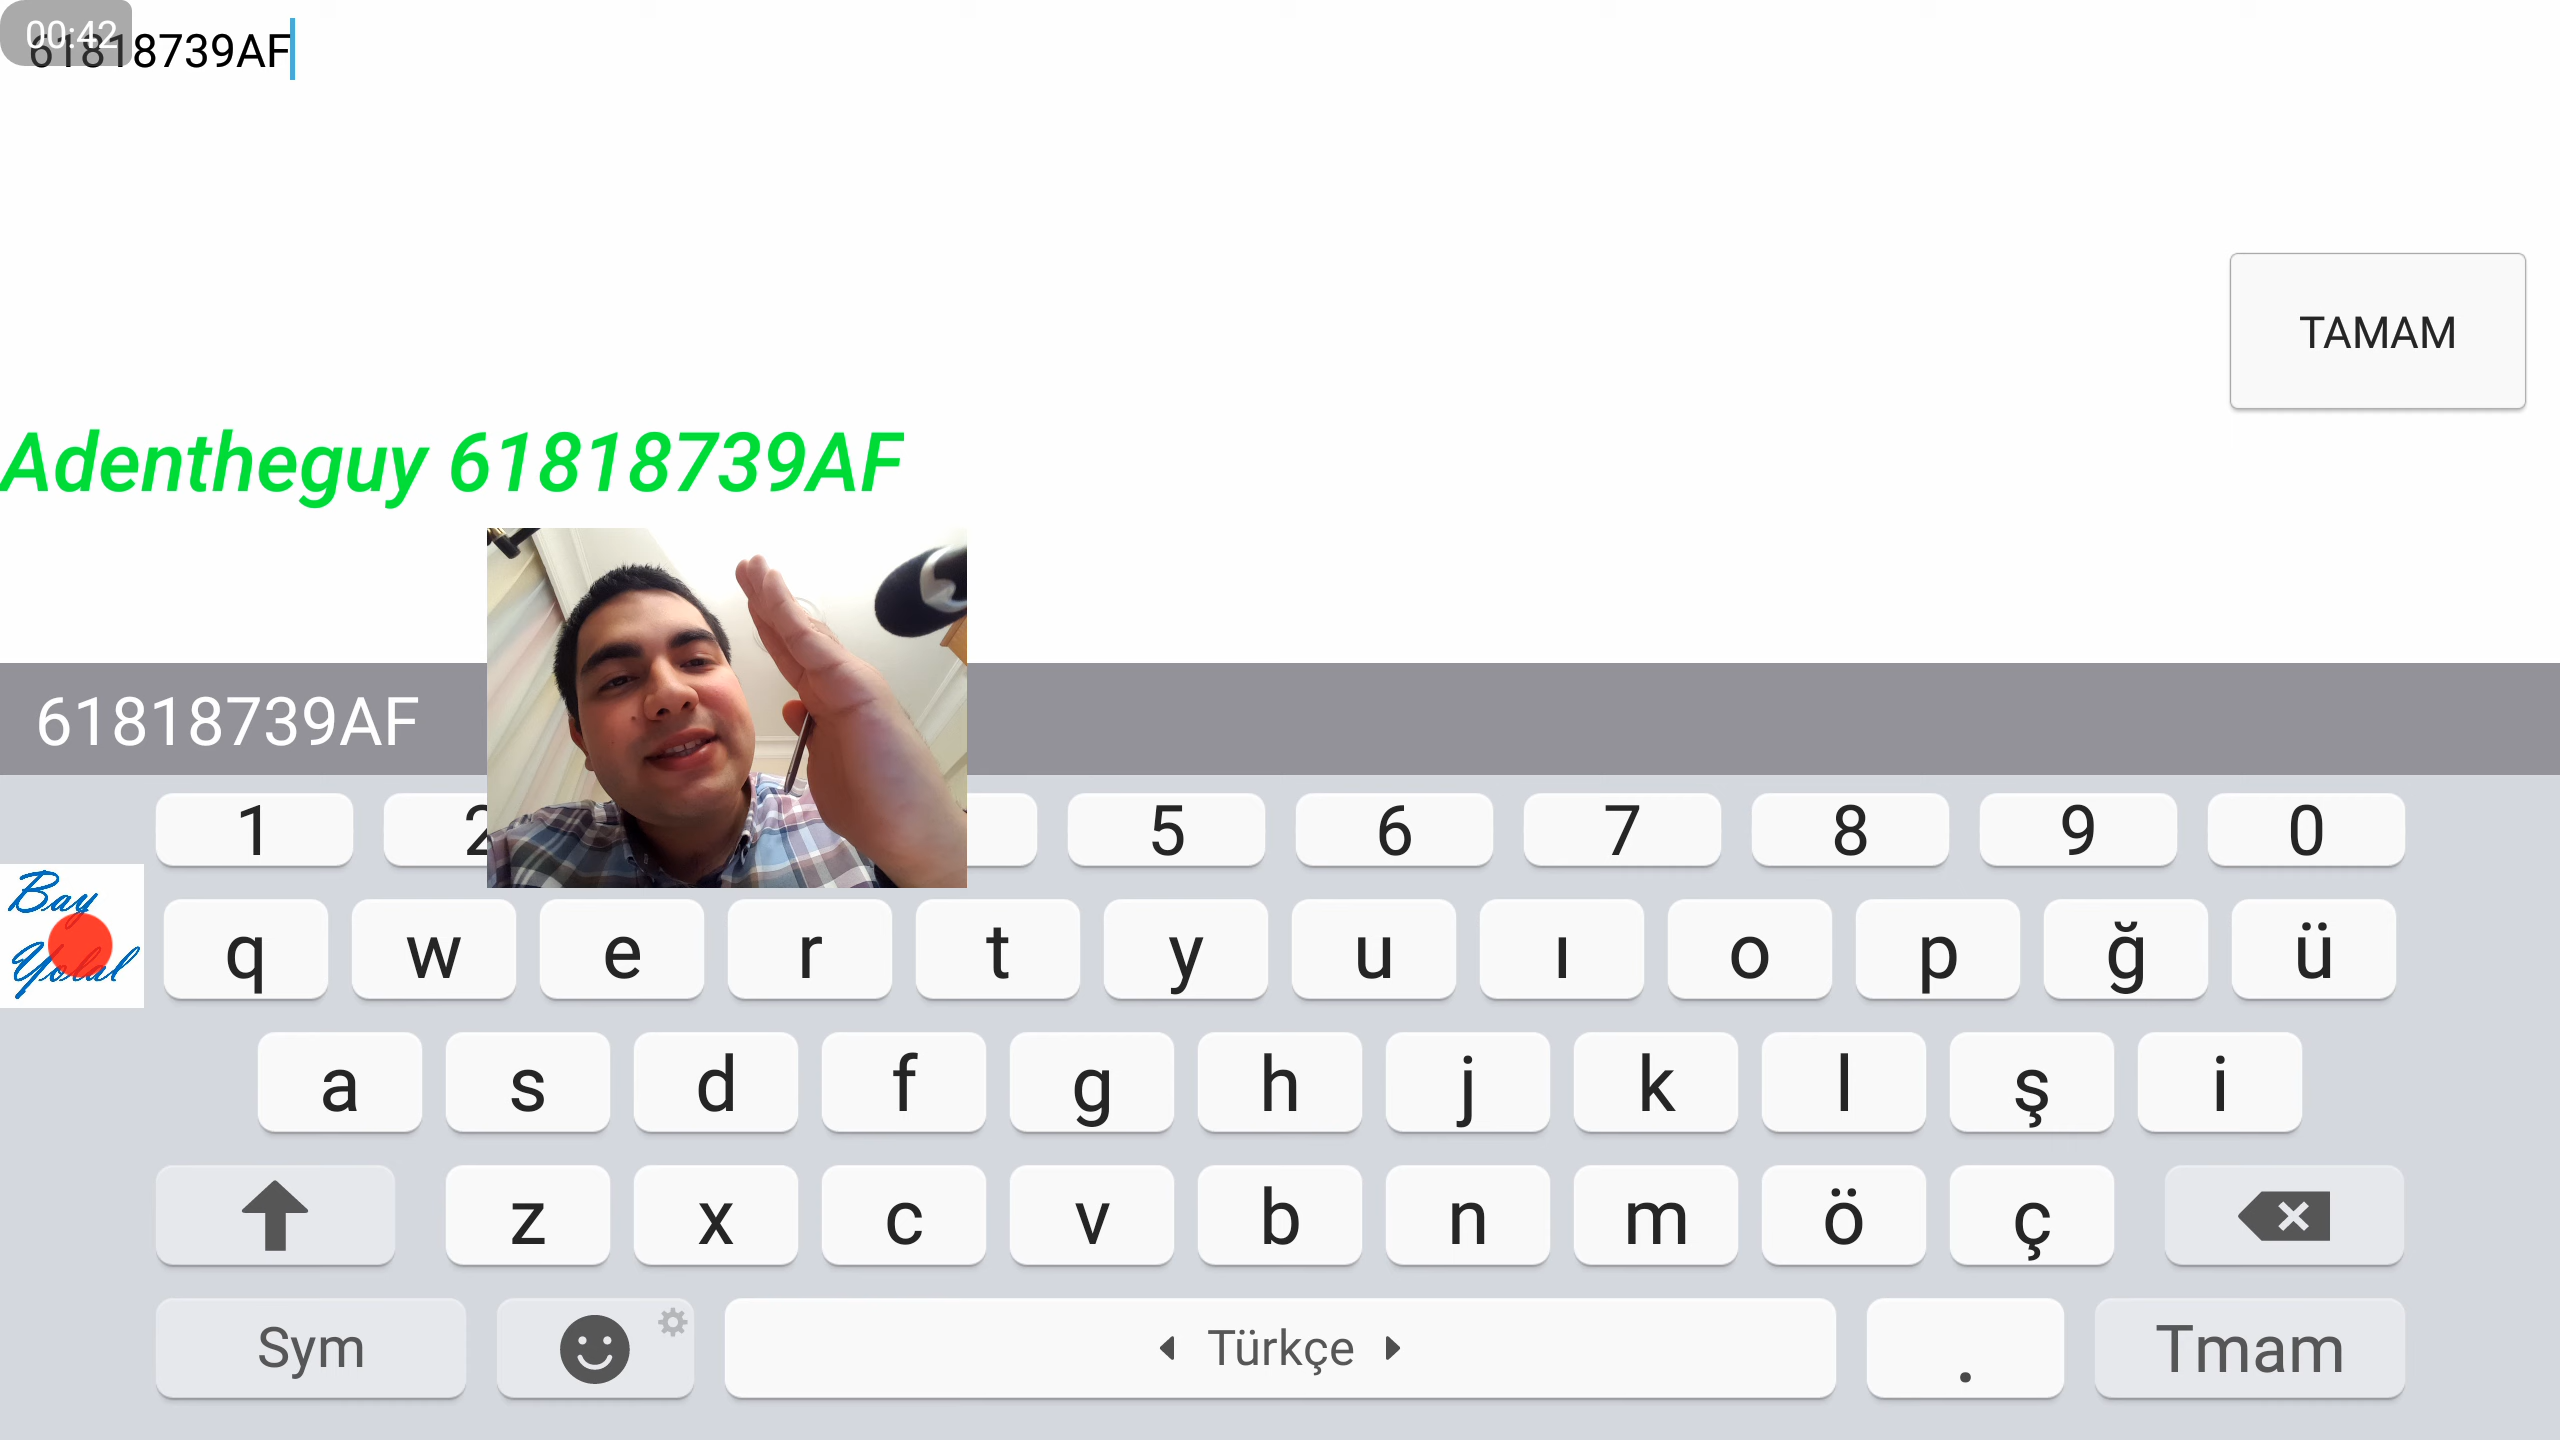 00:42
61818739AF
TAMAM
Adentheguy 61818739AF
61818739AF
1 2 5 6 7 8 9 0
Bay
Yolal
q w e r t y u ı o p ğ ü
a s d f g h j k l ş i
z x c v b n m ö ç
Sym Türkçe . Tmam